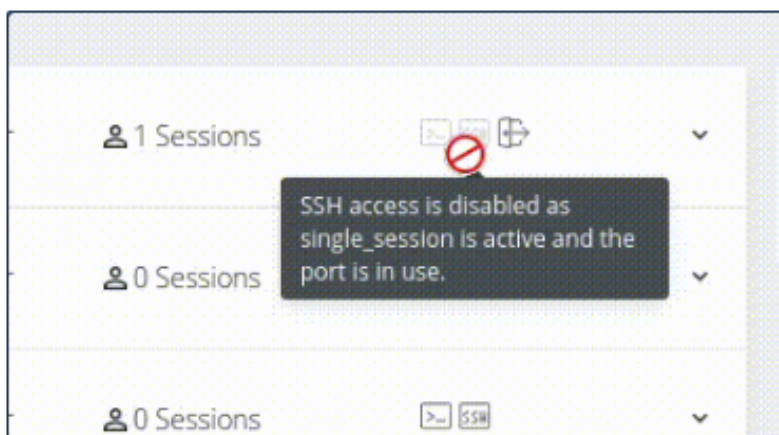 1 Sessions
SSH access is disabled as
single_session is active and the
port is in use.
0 Sessions
0 Sessions >_ SSH